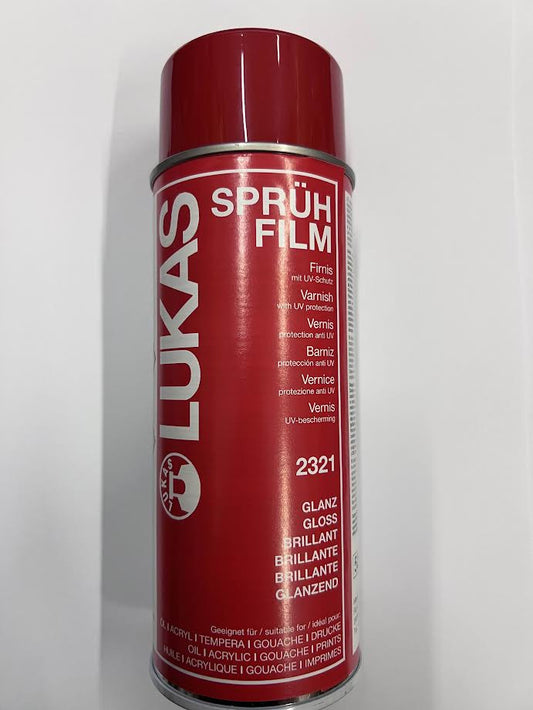 LUKAS
SPRÜH
FILM
Firnis
mit UV-Schutz
Varnish
with UV protection
Vernis
protection anti UV
Barniz
protección anti UV
Vernice
protezione anti UV
Vernis
UV-bescherming
2321
GLANZ
GLOSS
BRILLANT
BRILLANTE
BRILLANTE
GLANZEND
Geeignet für / suitable for / idéal pour:
ÖL I ACRYL I TEMPERA I GOUACHE I DRUCKE
OIL I ACRYLIC I GOUACHE I PRINTS
HUILE I ACRYLIQUE I GOUACHE I IMPRIMES